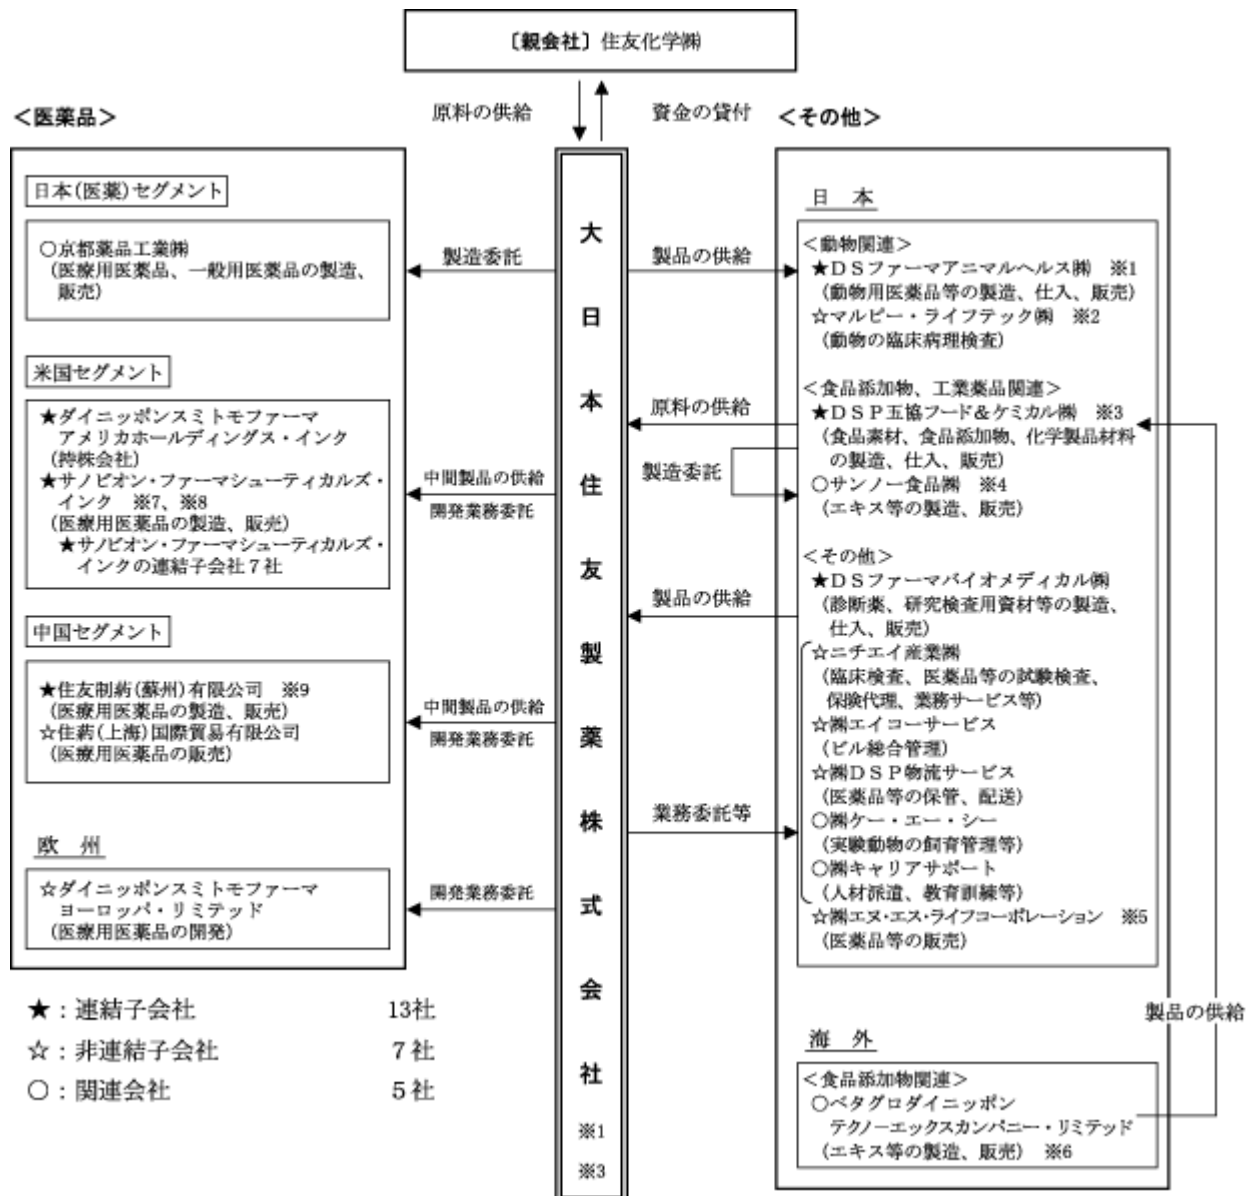 〔親会社〕住友化学㈱
原料の供給
資金の貸付
＜医薬品＞
日本(医薬)セグメント
○京都薬品工業㈱
(医療用医薬品、一般用医薬品の製造、
販売)
米国セグメント
★ダイニッポンスミトモファーマ
アメリカホールディングス・インク
(持株会社)
★サノビオン・ファーマシューティカルズ・
インク　※7、※8
(医療用医薬品の製造、販売)
★サノビオン・ファーマシューティカルズ・
インクの連結子会社７社
中国セグメント
★住友制葯(蘇州)有限公司　※9
(医療用医薬品の製造、販売)
☆住葯(上海)国際貿易有限公司
(医療用医薬品の販売)
欧　州
☆ダイニッポンスミトモファーマ
ヨーロッパ・リミテッド
(医療用医薬品の開発)
★：連結子会社　13社
☆：非連結子会社　７社
○：関連会社　５社
製造委託
中間製品の供給
開発業務委託
中間製品の供給
開発業務委託
開発業務委託
大日本住友製薬株式会社
※1
※3
製品の供給
原料の供給
製造委託
製品の供給
業務委託等
＜その他＞
日　本
＜動物関連＞
★ＤＳファーマアニマルヘルス㈱　※1
(動物用医薬品等の製造、仕入、販売)
☆マルピー・ライフテック㈱　※2
(動物の臨床病理検査)
＜食品添加物、工業薬品関連＞
★ＤＳＰ五協フード＆ケミカル㈱　※3
(食品素材、食品添加物、化学製品材料
の製造、仕入、販売)
○サンノー食品㈱　※4
(エキス等の製造、販売)
＜その他＞
★ＤＳファーマバイオメディカル㈱
(診断薬、研究検査用資材等の製造、
仕入、販売)
☆ニチエイ産業㈱
(臨床検査、医薬品等の試験検査、
保険代理、業務サービス等)
☆㈱エイコーサービス
(ビル総合管理)
☆㈱ＤＳＰ物流サービス
(医薬品等の保管、配送)
○㈱ケー・エー・シー
(実験動物の飼育管理等)
○㈱キャリアサポート
(人材派遣、教育訓練等)
☆㈱エヌ・エス・ライフコーポレーション　※5
(医薬品等の販売)
海　外
＜食品添加物関連＞
○ベタグロダイニッポン
テクノーエックスカンパニー・リミテッド
(エキス等の製造、販売)　※6
製品の供給